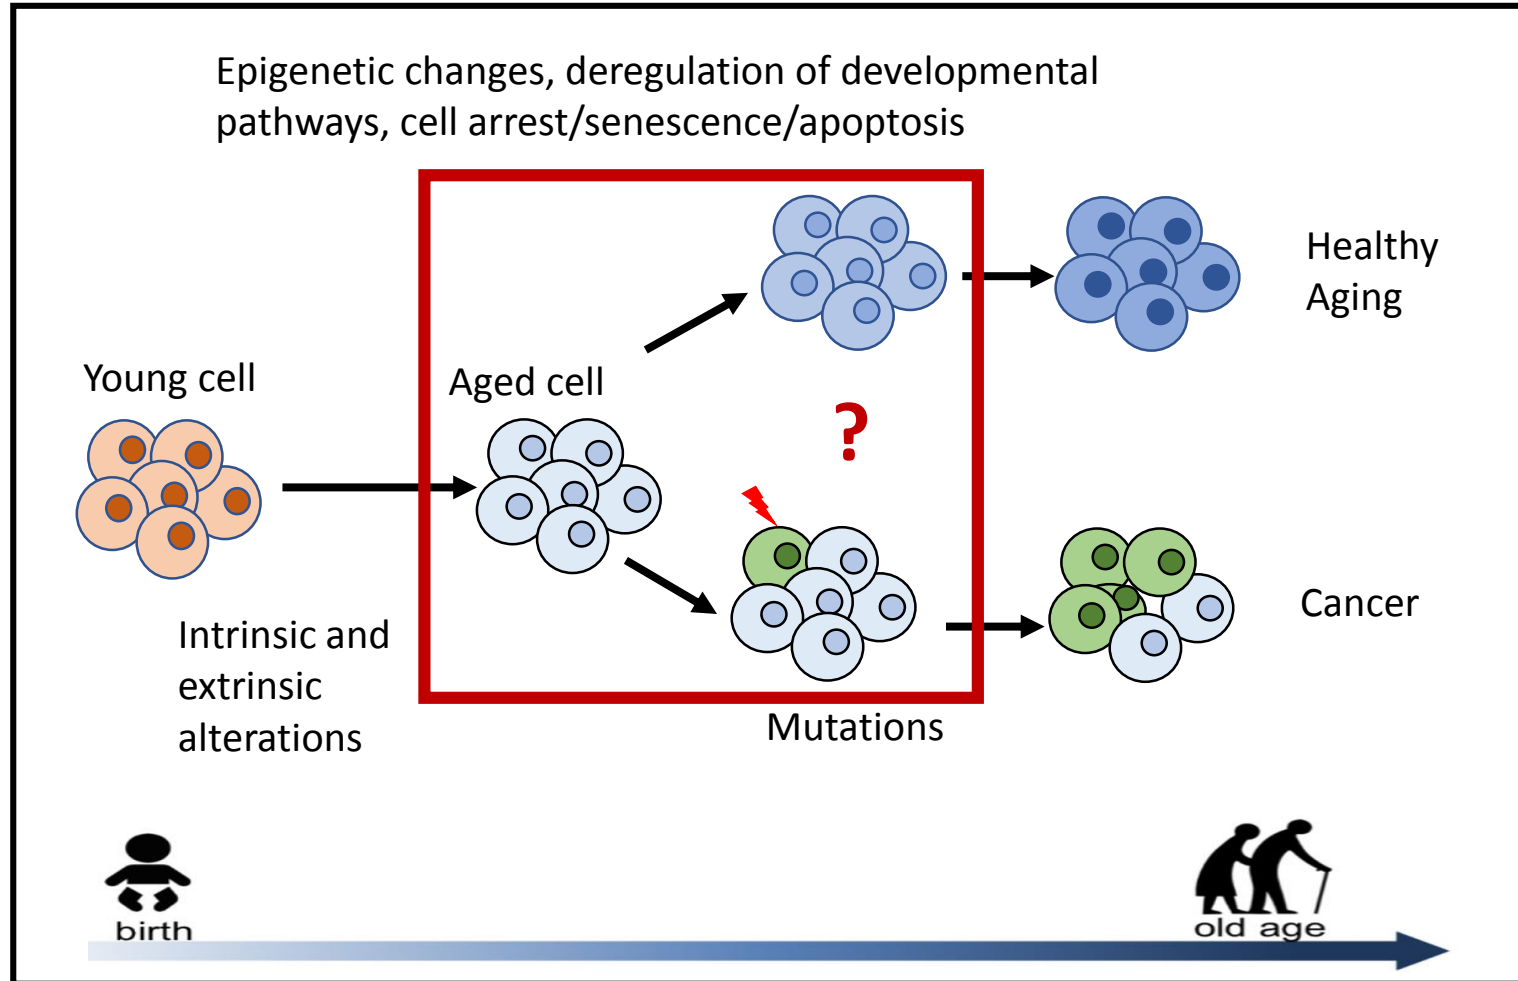 Epigenetic changes, deregulation of developmental
pathways, cell arrest/senescence/apoptosis
Healthy
Aging
Young cell
Aged cell
?
Intrinsic and
extrinsic
alterations
Mutations
Cancer
birth
old age